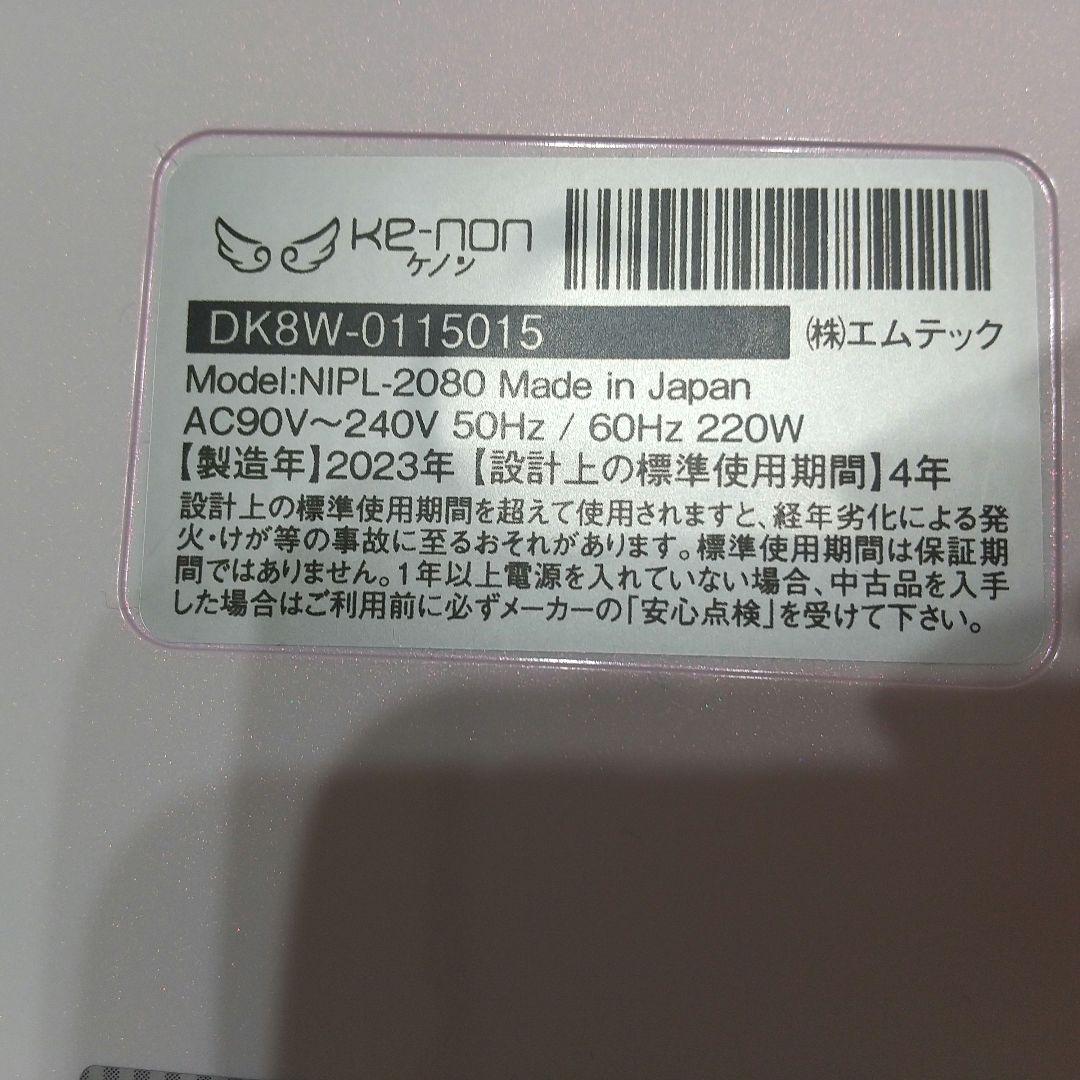 ke-non
ケノン
DK8W-0115015
㈱エムテック
Model:NIPL-2080 Made in Japan
AC90V～240V 50Hz / 60Hz 220W
【製造年】2023年【設計上の標準使用期間】4年
設計上の標準使用期間を超えて使用されますと、経年劣化による発
火・けが等の事故に至るおそれがあります。標準使用期間は保証期
間ではありません。1年以上電源を入れていない場合、中古品を入手
した場合はご利用前に必ずメーカーの「安心点検」を受けて下さい。